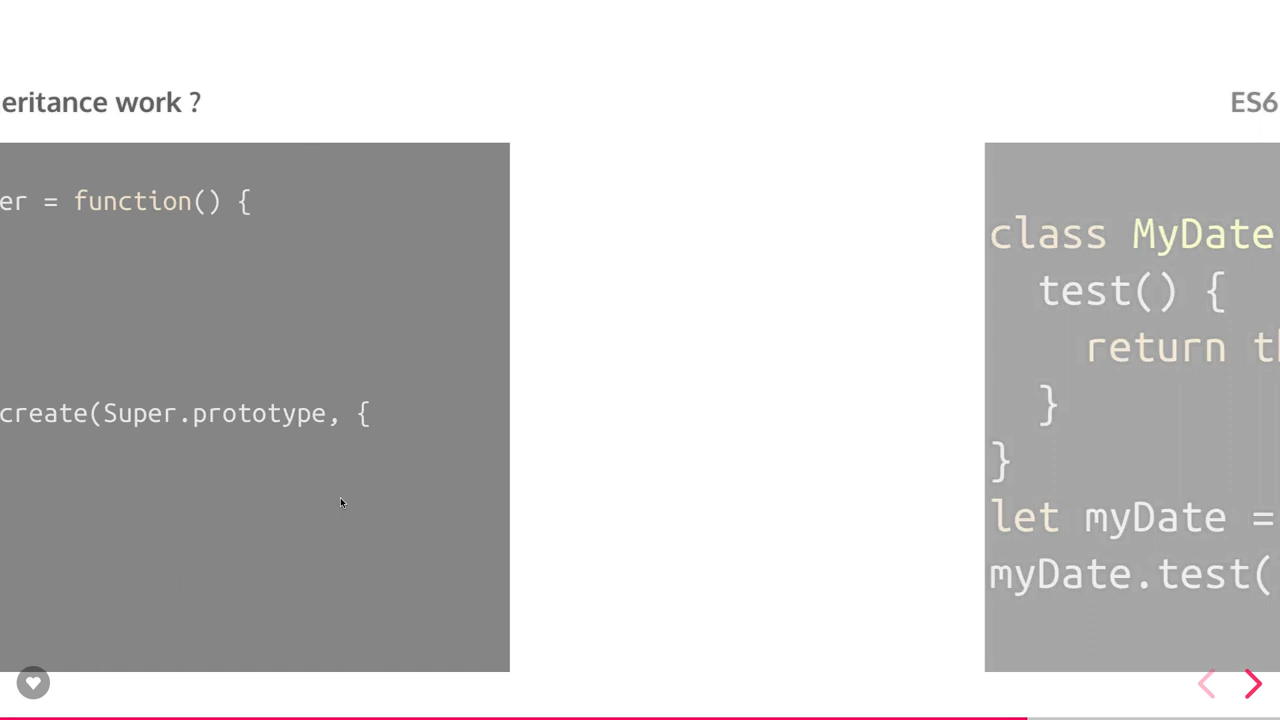 eritance work ?
er = function() {
create(Super.prototype, {
ES6
class MyDate
test() {
return th
}
}
let myDate =
myDate.test(